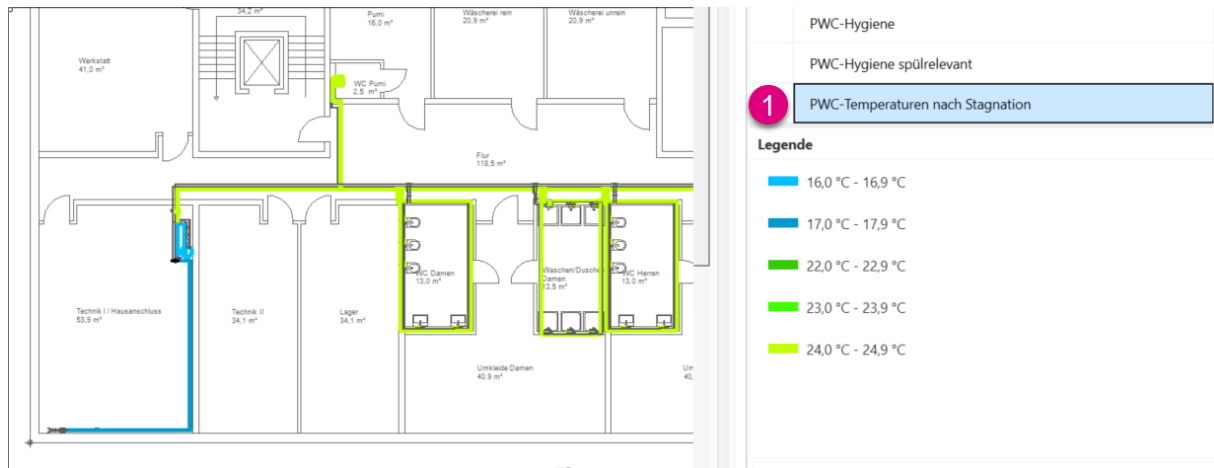 34,2 m²
Pumi
16,0 m²
Wäscherei rein
20,9 m²
Wäscherei unrein
20,9 m²
Werkstatt
41,0 m²
WC Pumi
2,5 m²
Flur
118,5 m²
Technik I / Hausanschluss
53,9 m²
Technik II
34,1 m²
Lager
34,1 m²
WC Damen
13,0 m²
Waschen/Duschen
Damen
13,5 m²
WC Herren
13,0 m²
Umkleide Damen
40,9 m²
Um
40,
PWC-Hygiene
PWC-Hygiene spülrelevant
1
PWC-Temperaturen nach Stagnation
Legende
16,0 °C - 16,9 °C
17,0 °C - 17,9 °C
22,0 °C - 22,9 °C
23,0 °C - 23,9 °C
24,0 °C - 24,9 °C